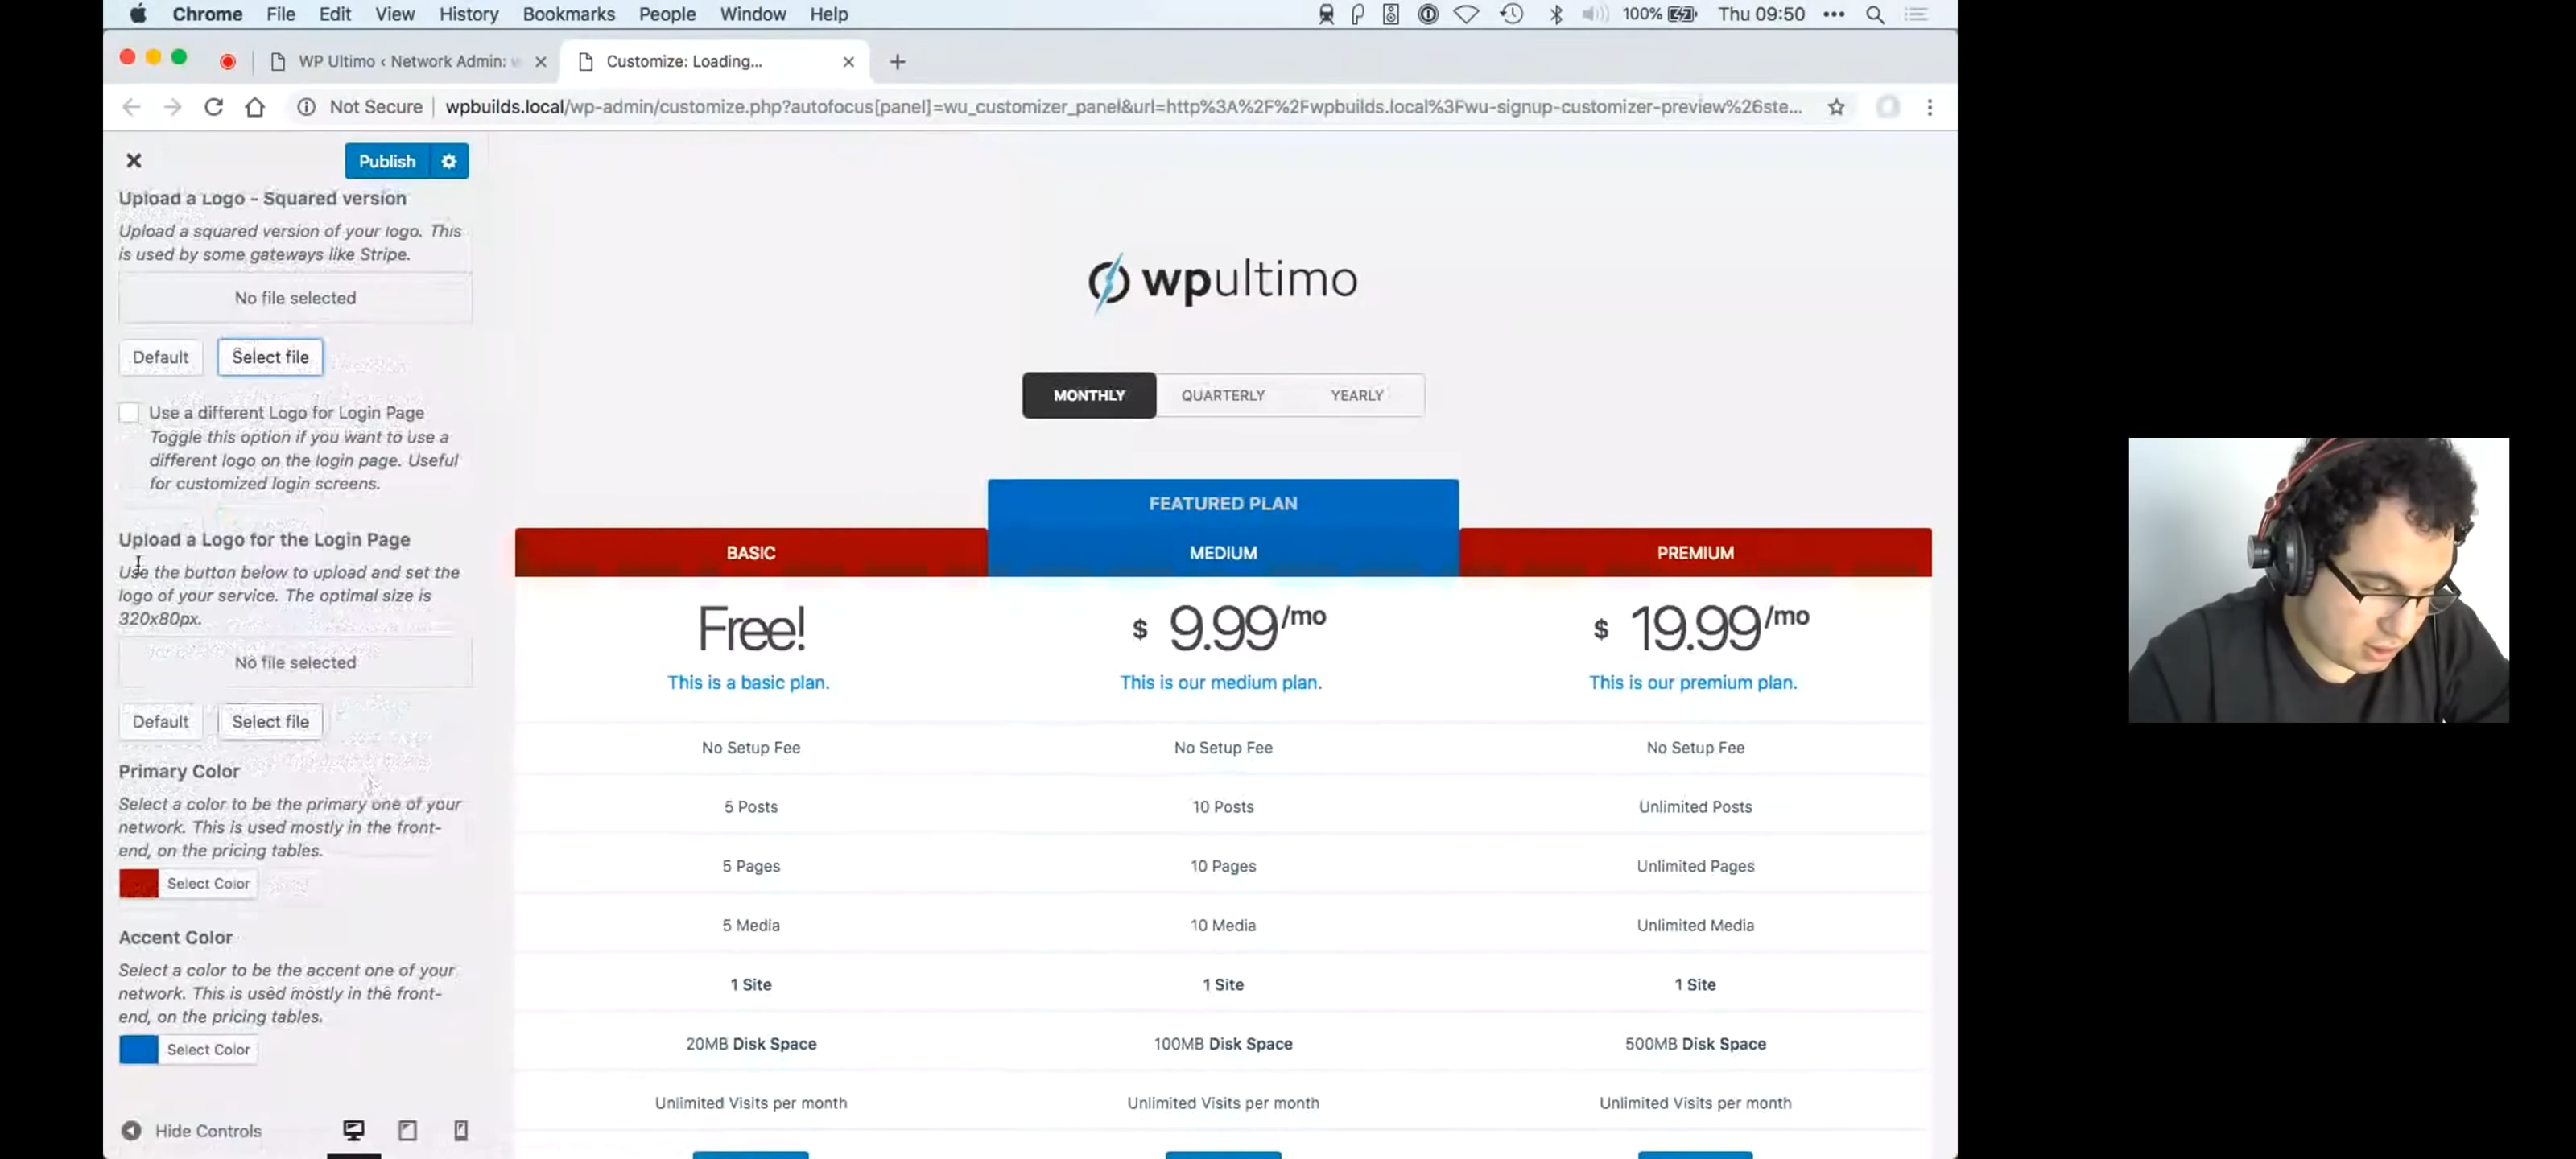 Chrome File Edit View History Bookmarks People Window Help 100% Thu 09:50
WP Ultimo ‹ Network Admin: Customize: Loading...
Not Secure wpbuilds.local/wp-admin/customize.php?autofocus[panel]=wu_customizer_panel&url=http%3A%2F%2Fwpbuilds.local%3Fwu-signup-customizer-preview%26ste...
Publish
Upload a Logo - Squared version
Upload a squared version of your logo. This
is used by some gateways like Stripe.
No file selected
Default Select file
Use a different Logo for Login Page
Toggle this option if you want to use a
different logo on the login page. Useful
for customized login screens.
Upload a Logo for the Login Page
Use the button below to upload and set the
logo of your service. The optimal size is
320x80px.
No file selected
Default Select file
Primary Color
Select a color to be the primary one of your
network. This is used mostly in the front-
end, on the pricing tables.
Select Color
Accent Color
Select a color to be the accent one of your
network. This is used mostly in the front-
end, on the pricing tables.
Select Color
Hide Controls
wpultimo
MONTHLY QUARTERLY YEARLY
FEATURED PLAN
BASIC MEDIUM PREMIUM
Free! $ 9.99/mo $ 19.99/mo
This is a basic plan. This is our medium plan. This is our premium plan.
No Setup Fee No Setup Fee No Setup Fee
5 Posts 10 Posts Unlimited Posts
5 Pages 10 Pages Unlimited Pages
5 Media 10 Media Unlimited Media
1 Site 1 Site 1 Site
20MB Disk Space 100MB Disk Space 500MB Disk Space
Unlimited Visits per month Unlimited Visits per month Unlimited Visits per month